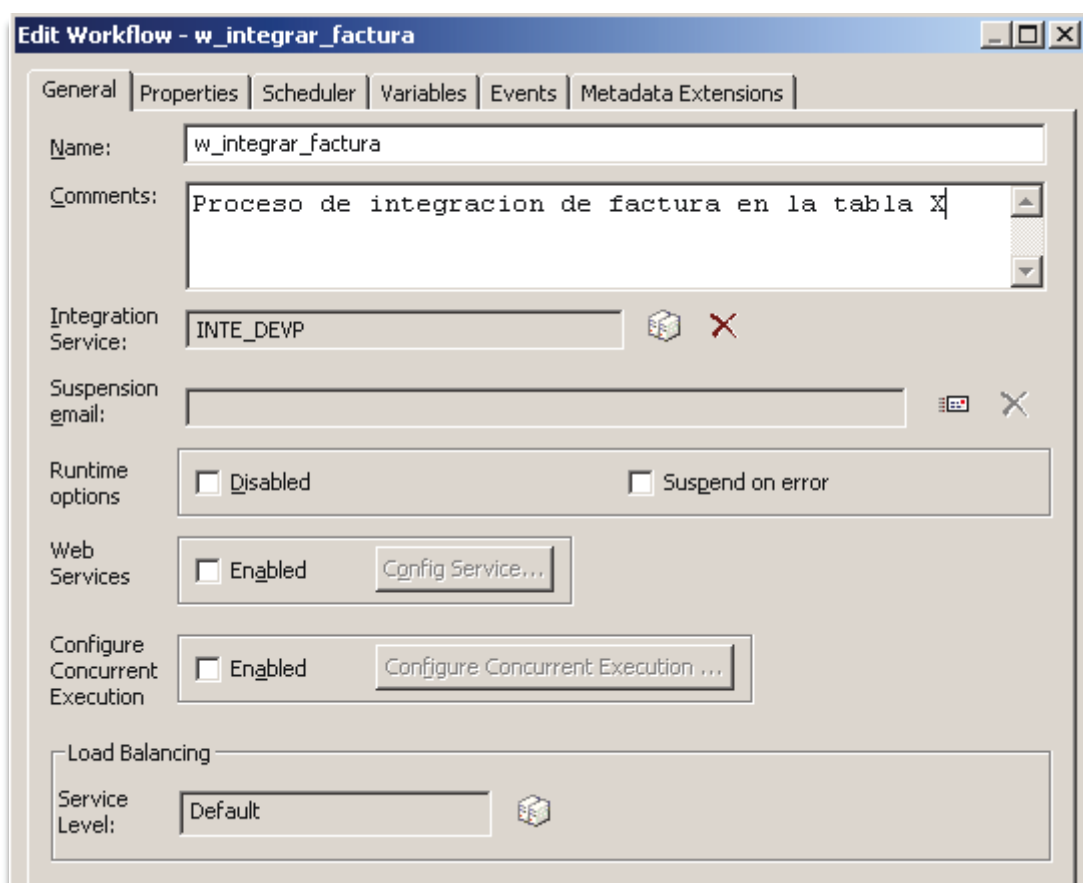 Edit Workflow - w_integrar_factura
General Properties Scheduler Variables Events Metadata Extensions
Name: w_integrar_factura
Comments: Proceso de integracion de factura en la tabla X
Integration
Service: INTE_DEVP
Suspension
email:
Runtime
options
Disabled Suspend on error
Web
Services
Enabled Config Service...
Configure
Concurrent
Execution
Enabled Configure Concurrent Execution ...
Load Balancing
Service
Level: Default